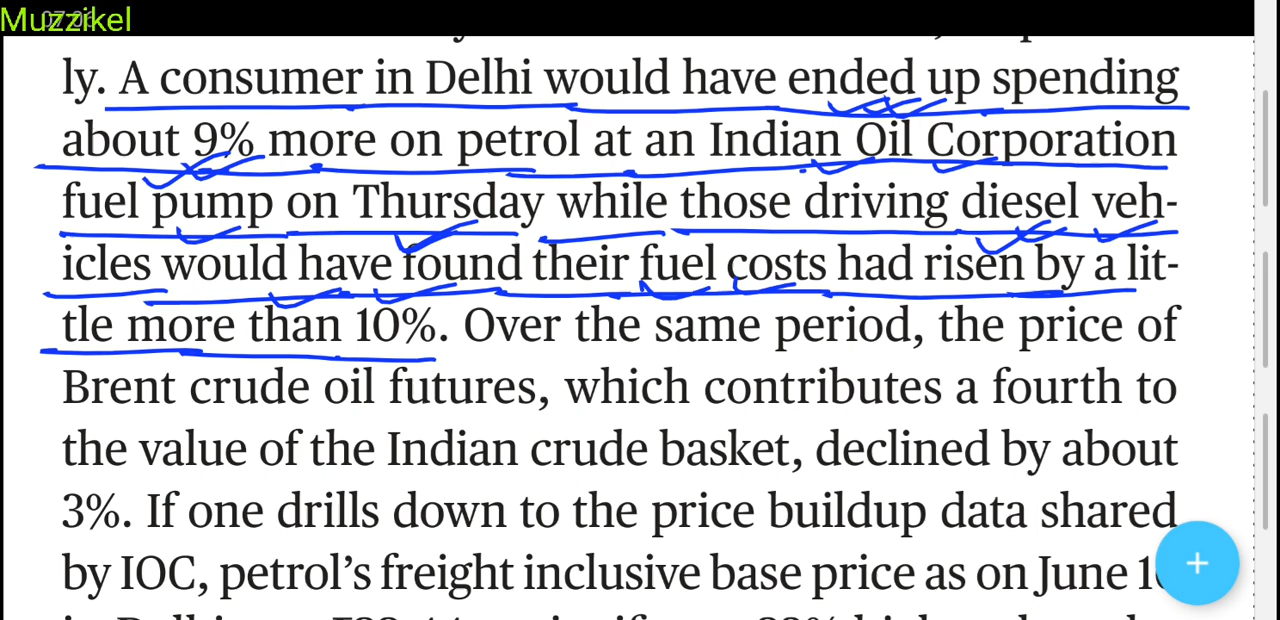 Muzzikel
ly. A consumer in Delhi would have ended up spending
about 9% more on petrol at an Indian Oil Corporation
fuel pump on Thursday while those driving diesel veh-
icles would have found their fuel costs had risen by a lit-
tle more than 10%. Over the same period, the price of
Brent crude oil futures, which contributes a fourth to
the value of the Indian crude basket, declined by about
3%. If one drills down to the price buildup data shared
by IOC, petrol’s freight inclusive base price as on June